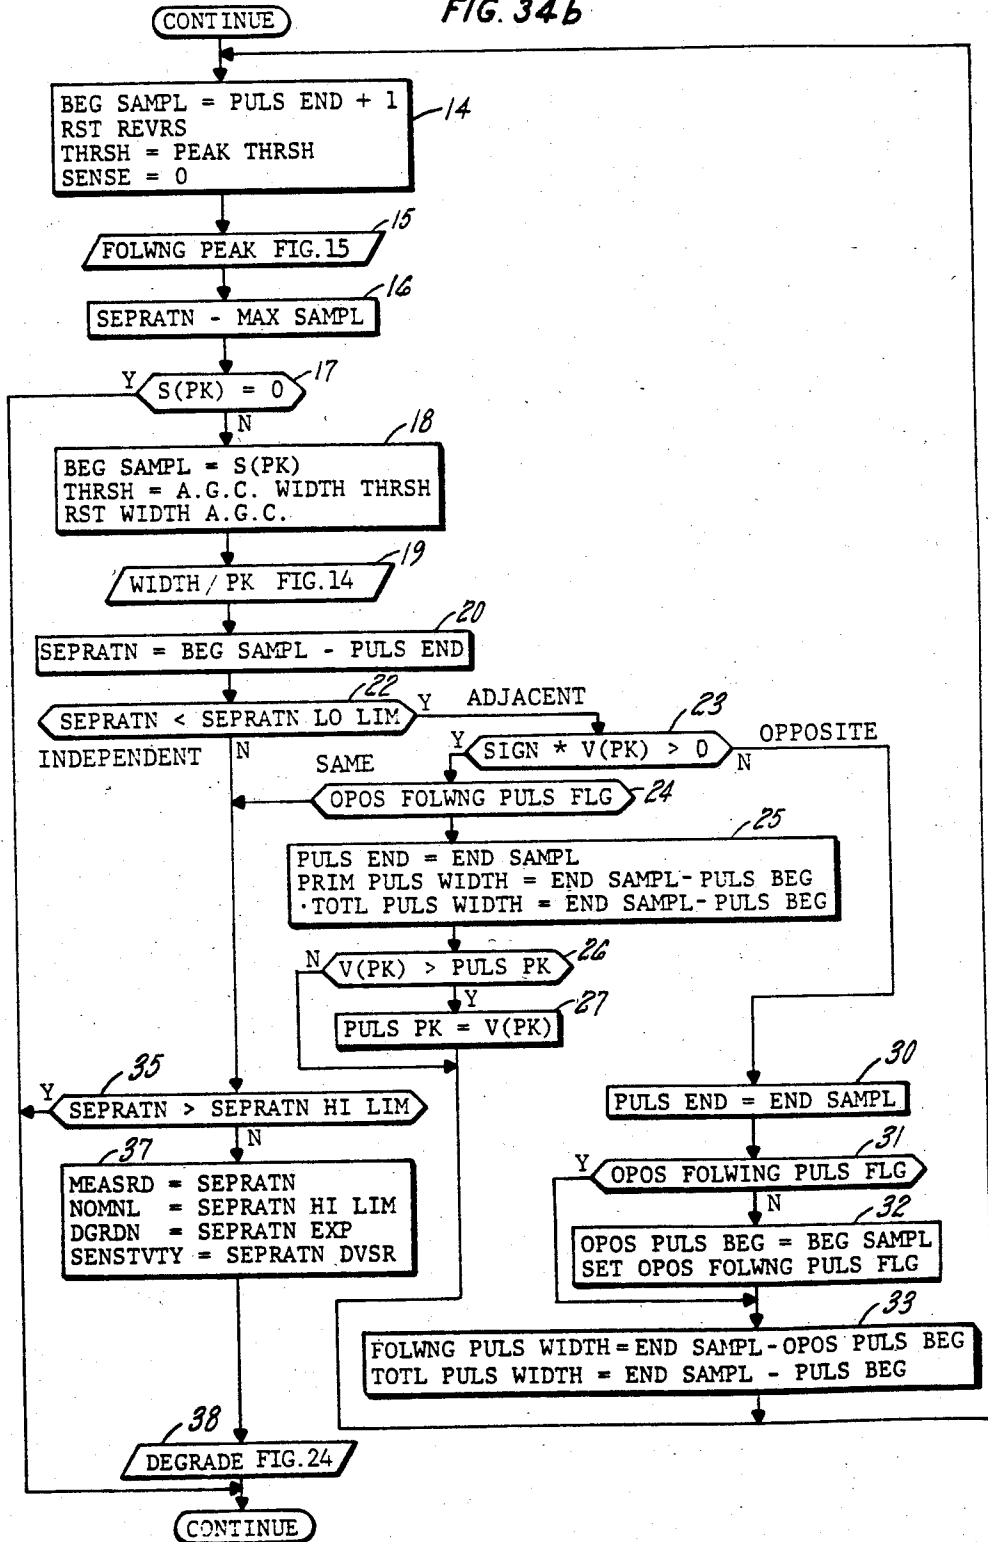 FIG. 34b
CONTINUE
BEG SAMPL = PULS END + 1
RST REVRS
THRSH = PEAK THRSH
SENSE = 0
14
FOLWNG PEAK FIG.15
15
SEPRATN - MAX SAMPL
16
S(PK) = 0
17
Y
N
BEG SAMPL = S(PK)
THRSH = A.G.C. WIDTH THRSH
RST WIDTH A.G.C.
18
WIDTH/PK FIG.14
19
SEPRATN = BEG SAMPL - PULS END
20
SEPRATN < SEPRATN LO LIM
22
Y
ADJACENT
INDEPENDENT
N
SIGN * V(PK) > 0
23
Y
N
OPPOSITE
SAME
OPOS FOLWNG PULS FLG
24
PULS END = END SAMPL
PRIM PULS WIDTH = END SAMPL-PULS BEG
·TOTL PULS WIDTH = END SAMPL-PULS BEG
25
V(PK) > PULS PK
26
N
Y
PULS PK = V(PK)
27
PULS END = END SAMPL
30
OPOS FOLWING PULS FLG
31
Y
N
OPOS PULS BEG = BEG SAMPL
SET OPOS FOLWNG PULS FLG
32
FOLWNG PULS WIDTH=END SAMPL-OPOS PULS BEG
TOTL PULS WIDTH = END SAMPL - PULS BEG
33
SEPRATN > SEPRATN HI LIM
35
Y
N
MEASRD = SEPRATN
NOMNL = SEPRATN HI LIM
DGRDN = SEPRATN EXP
SENSTVTY = SEPRATN DVSR
37
DEGRADE FIG.24
38
CONTINUE